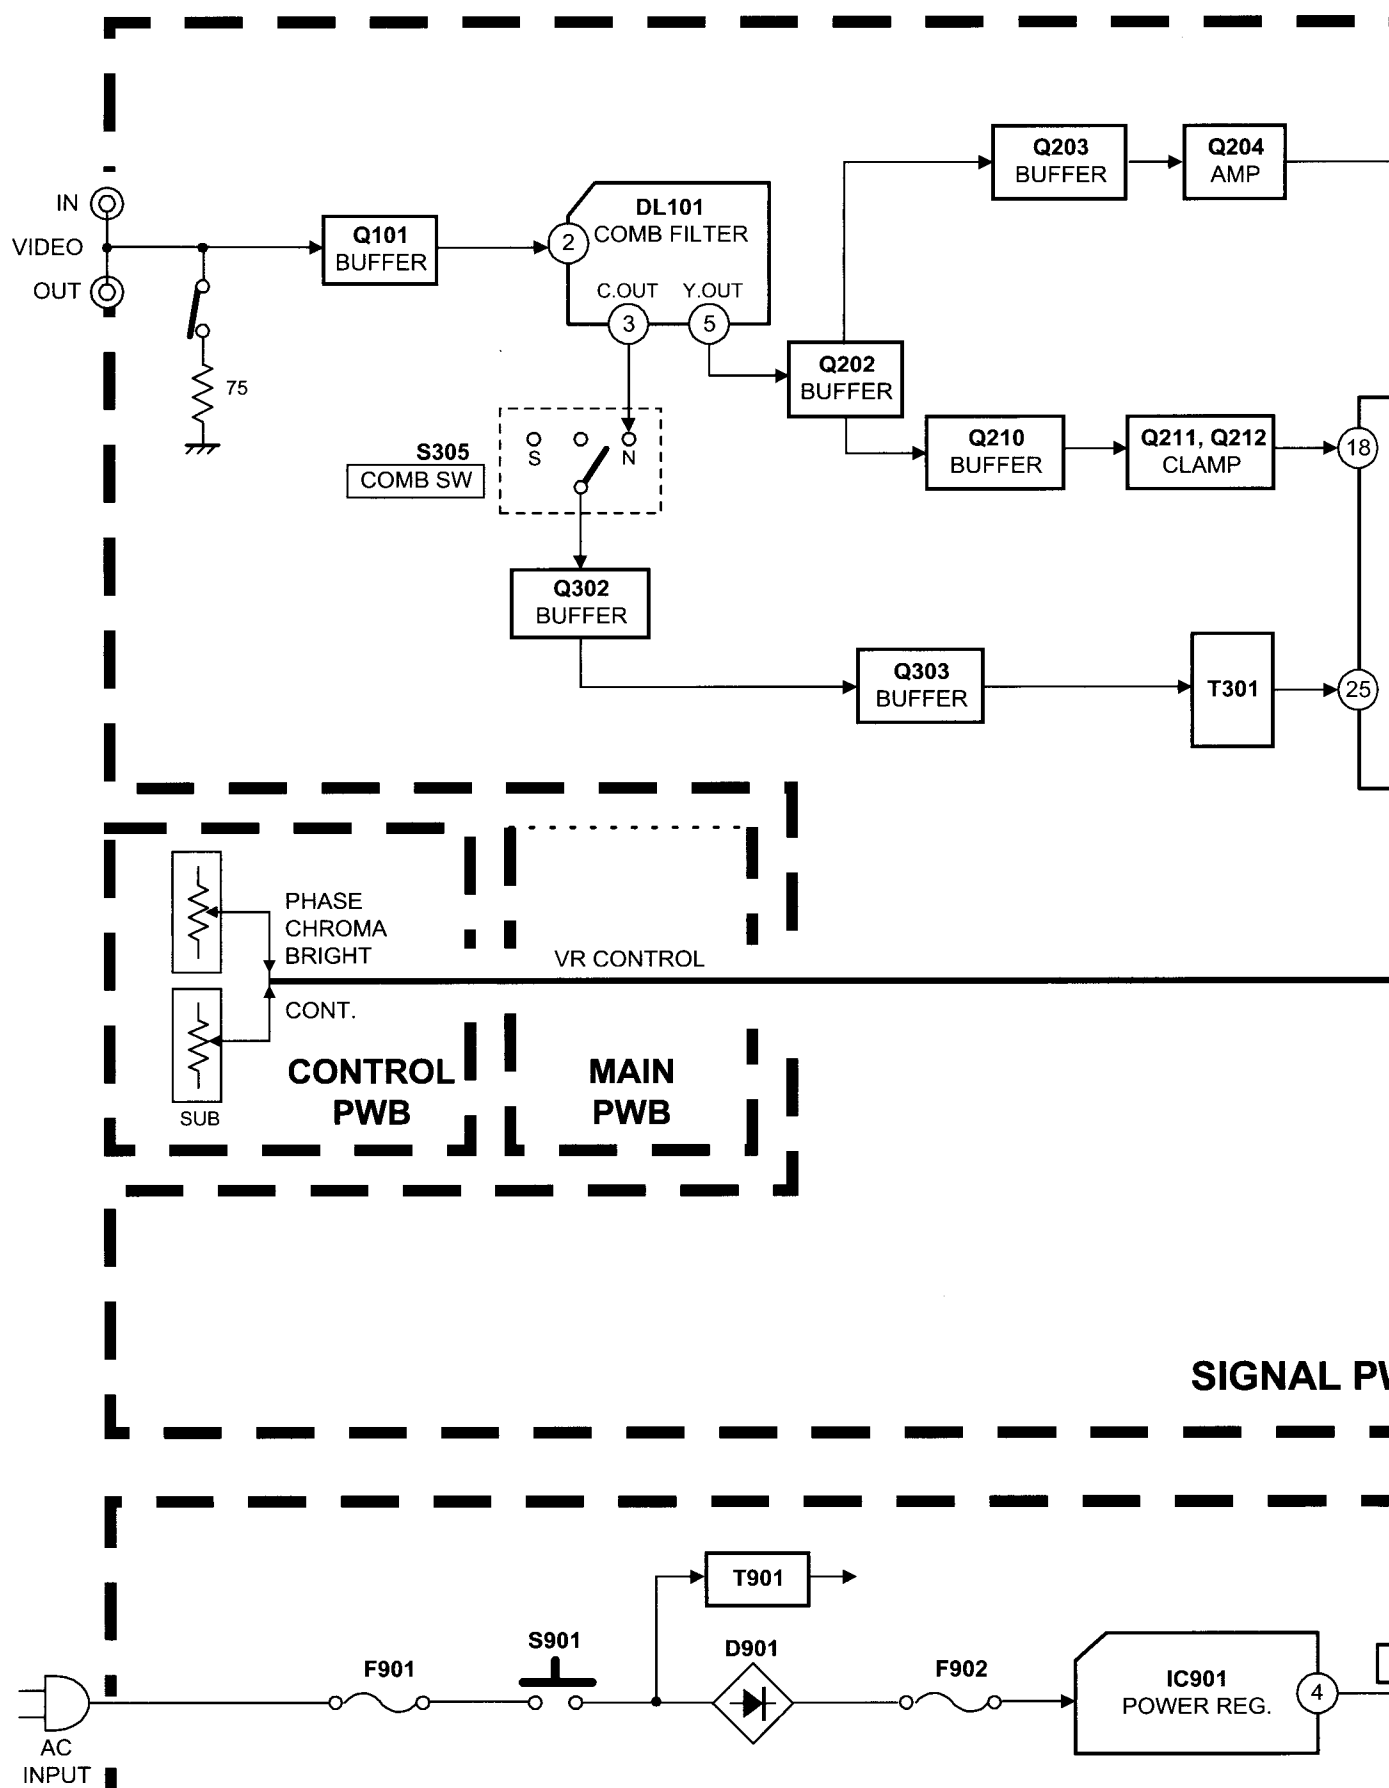 Q203
BUFFER
Q204
AMP
IN
VIDEO
OUT
Q101
BUFFER
DL101
COMB FILTER
2
C.OUT
Y.OUT
3
5
75
Q202
BUFFER
S305
COMB SW
S
N
Q210
BUFFER
Q211, Q212
CLAMP
18
Q302
BUFFER
Q303
BUFFER
T301
25
PHASE
CHROMA
BRIGHT
VR CONTROL
CONT.
SUB
CONTROL
PWB
MAIN
PWB
SIGNAL
T901
S901
D901
F901
F902
IC901
POWER REG.
4
AC
INPUT